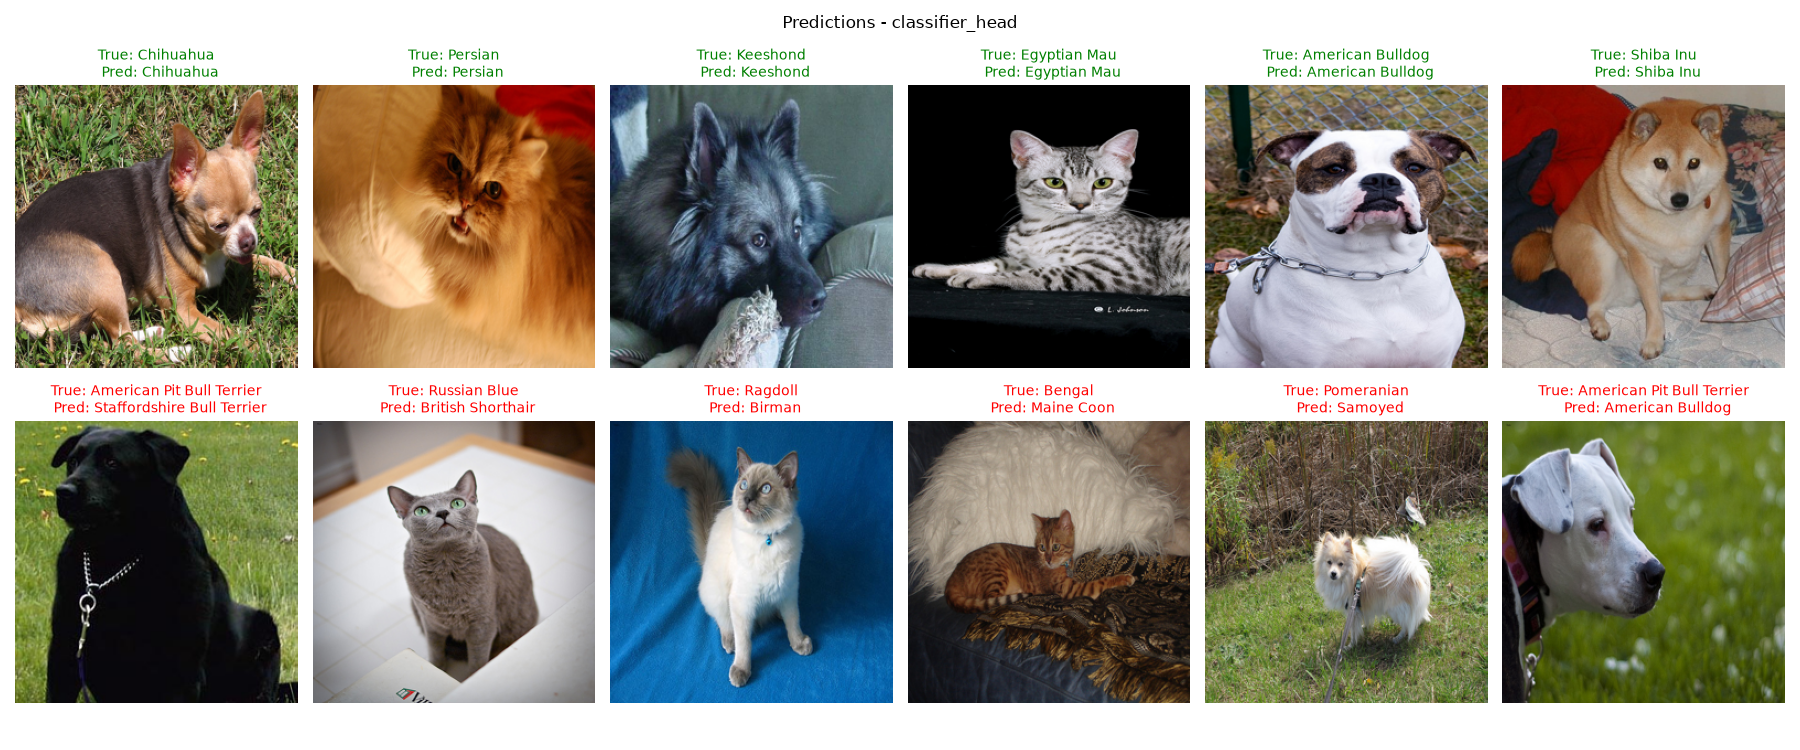 Predictions - classifier_head
True: Chihuahua
Pred: Chihuahua
True: Persian
Pred: Persian
True: Keeshond
Pred: Keeshond
True: Egyptian Mau
Pred: Egyptian Mau
True: American Bulldog
Pred: American Bulldog
True: Shiba Inu
Pred: Shiba Inu
L. Johnson
True: American Pit Bull Terrier
Pred: Staffordshire Bull Terrier
True: Russian Blue
Pred: British Shorthair
True: Ragdoll
Pred: Birman
True: Bengal
Pred: Maine Coon
True: Pomeranian
Pred: Samoyed
True: American Pit Bull Terrier
Pred: American Bulldog